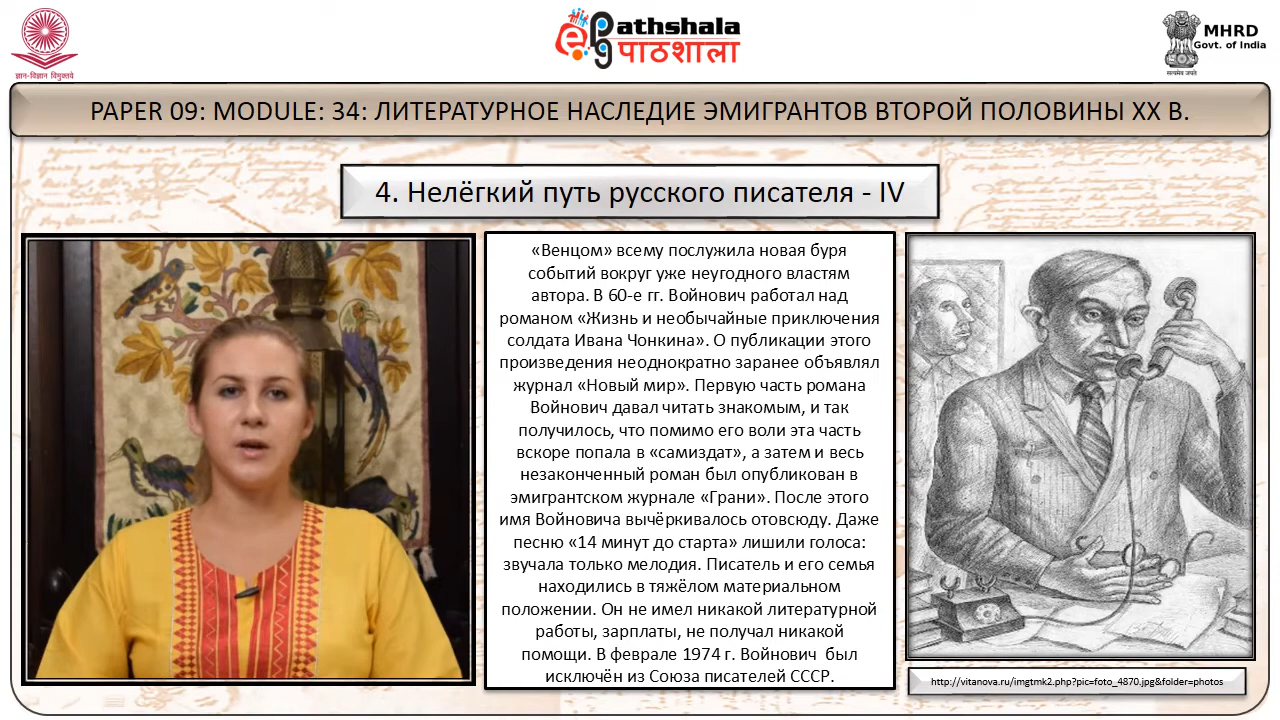 ज्ञान-विज्ञान विमुक्तये
ePathshala
पाठशाला
MHRD
Govt. of India
सत्यमेव जयते
PAPER 09: MODULE: 34: ЛИТЕРАТУРНОЕ НАСЛЕДИЕ ЭМИГРАНТОВ ВТОРОЙ ПОЛОВИНЫ XX В.
4. Нелёгкий путь русского писателя - IV
«Венцом» всему послужила новая буря
событий вокруг уже неугодного властям
автора. В 60-е гг. Войнович работал над
романом «Жизнь и необычайные приключения
солдата Ивана Чонкина». О публикации этого
произведения неоднократно заранее объявлял
журнал «Новый мир». Первую часть романа
Войнович давал читать знакомым, и так
получилось, что помимо его воли эта часть
вскоре попала в «самиздат», а затем и весь
незаконченный роман был опубликован в
эмигрантском журнале «Грани». После этого
имя Войновича вычёркивалось отовсюду. Даже
песню «14 минут до старта» лишили голоса:
звучала только мелодия. Писатель и его семья
находились в тяжёлом материальном
положении. Он не имел никакой литературной
работы, зарплаты, не получал никакой
помощи. В феврале 1974 г. Войнович был
исключён из Союза писателей СССР.
http://vitanova.ru/imgtmk2.php?pic=foto_4870.jpg&folder=photos